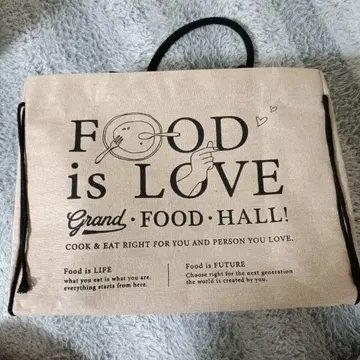 FOOD
is LOVE
Grand · FOOD · HALL!
COOK & EAT RIGHT FOR YOU AND PERSON YOU LOVE.
Food is LIFE
what you eat is what you are.
everything starts from here.
Food is FUTURE
Choose right for the next generation
the world is created by you.